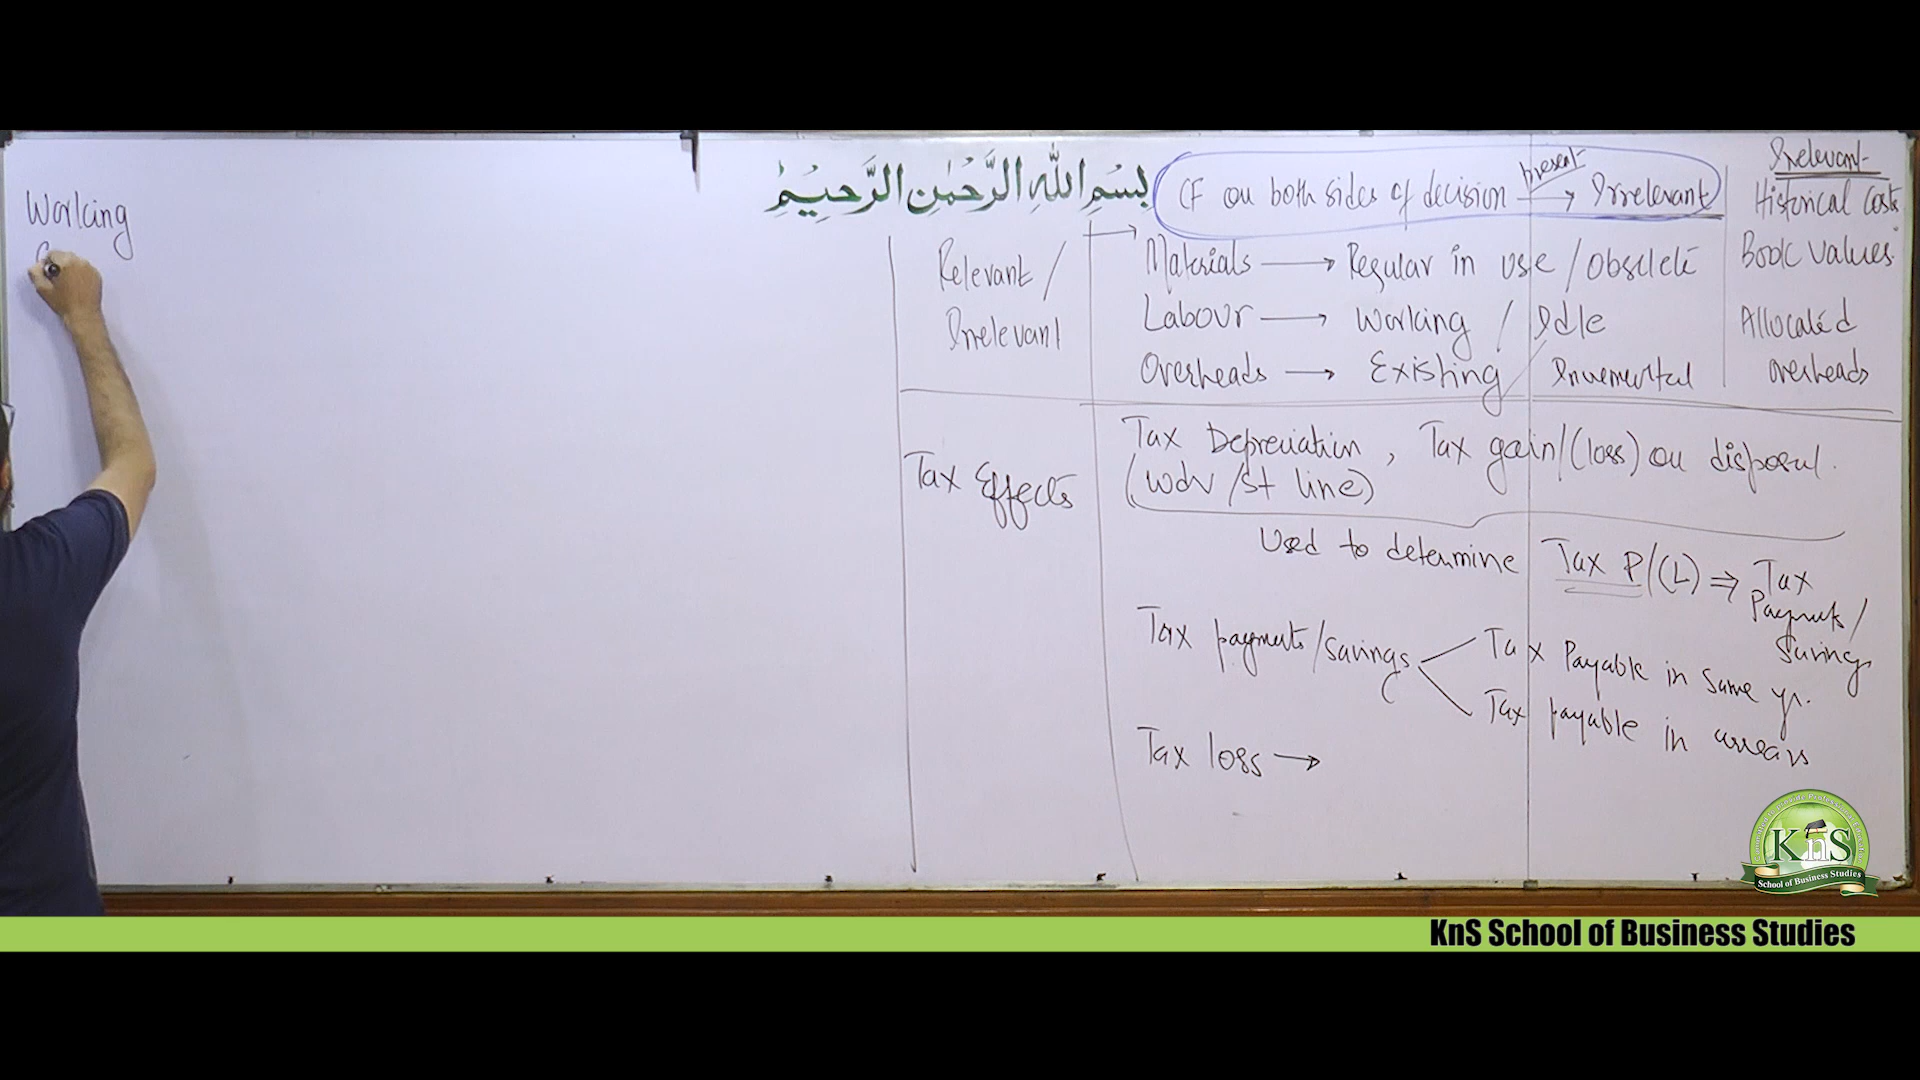 Working
بِسْمِ اللهِ الرَّحْمٰنِ الرَّحِيْمِ
CF on both sides of decision present → Irrelevant
Irrelevant
Historical Costs
Book values
Allocated
overheads
Relevant /
Irrelevant
→ Materials → Regular in use / Obsolete
Labour → Working / Idle
Overheads → Existing / Incremental
Tax Effects
Tax Depreciation , Tax gain/(loss) on disposal.
(wdv/st line)
Used to determine Tax P/(L) ⇒ Tax
Payments/
Savings
Tax payments/savings
Tax Payable in same yr.
Tax payable in arrears
Tax loss →
KnS
School of Business Studies
KnS School of Business Studies